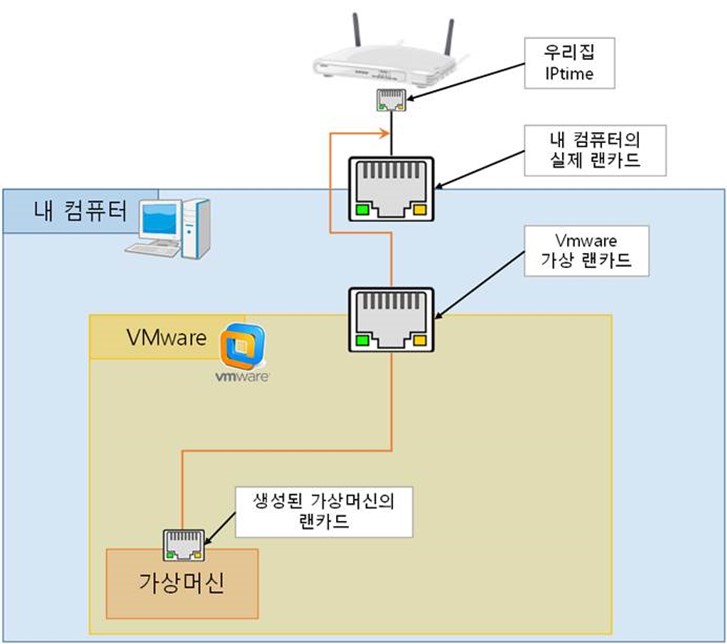 우리집
IPtime
내 컴퓨터의
실제 랜카드
내 컴퓨터
Vmware
가상 랜카드
VMware
vmware
생성된 가상머신의
랜카드
가상머신